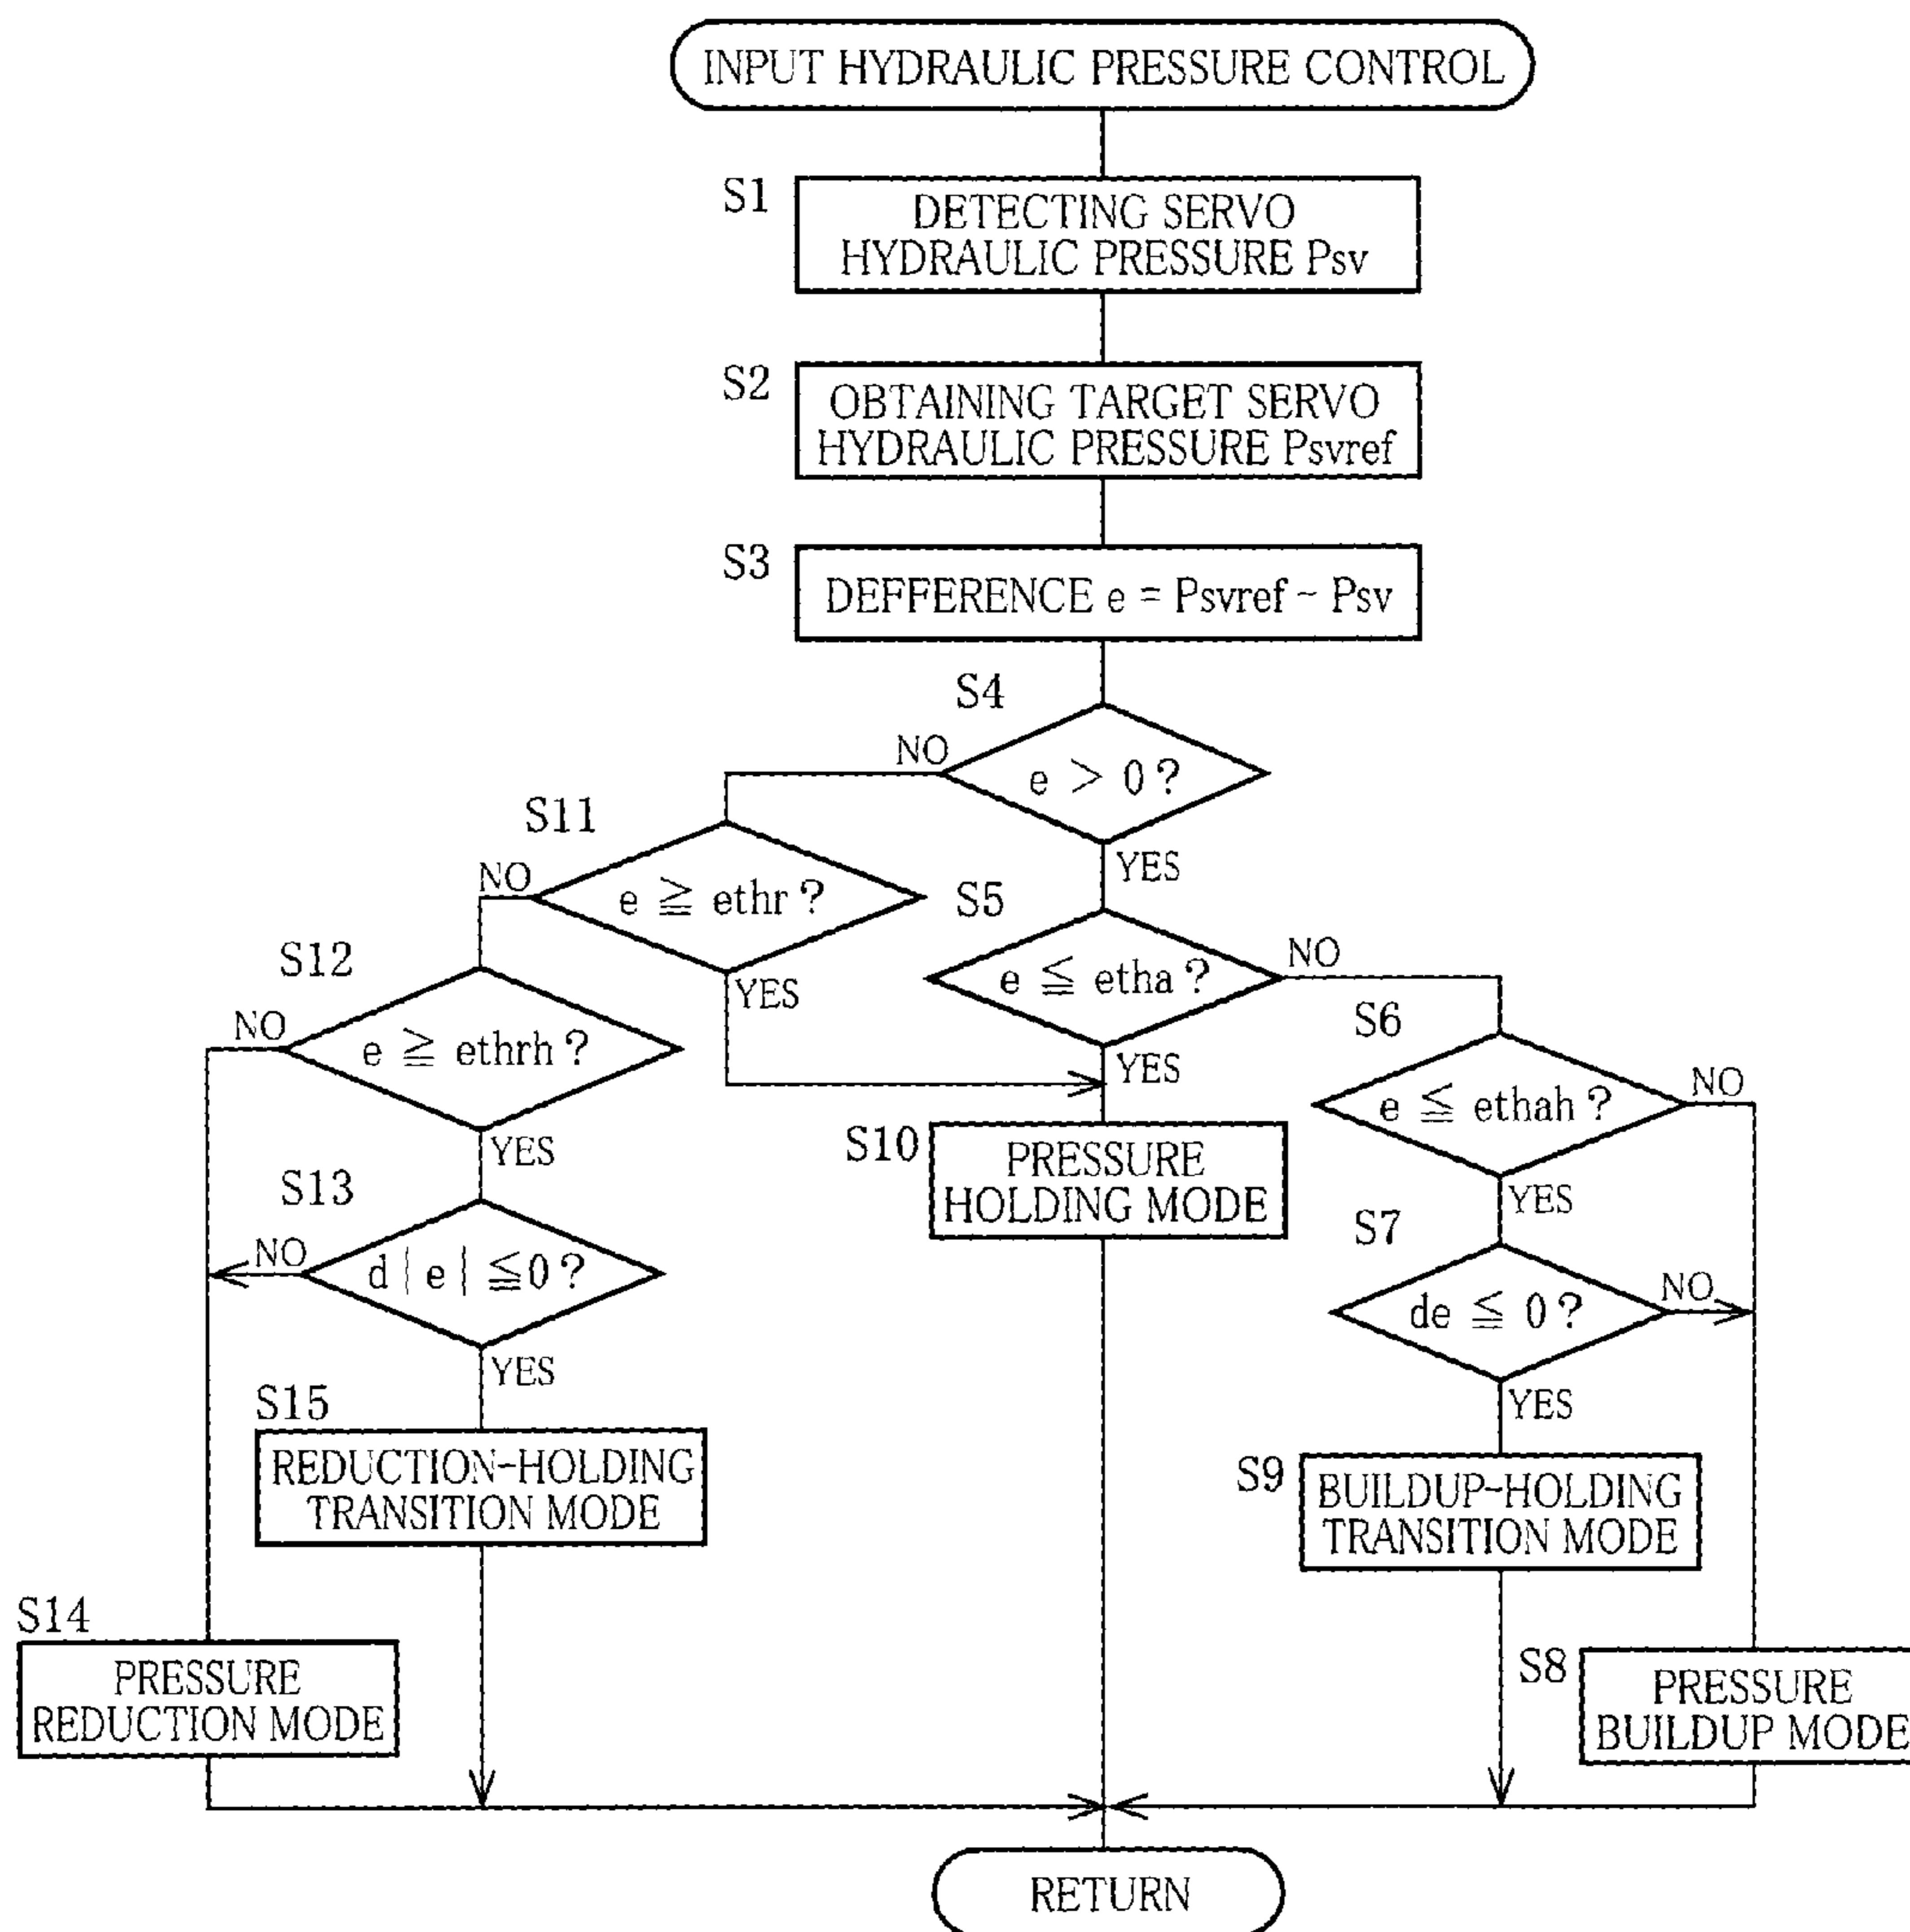 INPUT HYDRAULIC PRESSURE CONTROL
S1
DETECTING SERVO
HYDRAULIC PRESSURE Psv
S2
OBTAINING TARGET SERVO
HYDRAULIC PRESSURE Psvref
S3
DEFFERENCE e = Psvref - Psv
S4
e > 0 ?
NO
YES
S11
e ≧ ethr ?
NO
YES
S5
e ≦ etha ?
NO
YES
S12
e ≧ ethrh ?
NO
YES
S6
e ≦ ethah ?
NO
YES
S10
PRESSURE
HOLDING MODE
S13
d | e | ≦0 ?
NO
YES
S7
de ≦ 0 ?
NO
YES
S15
REDUCTION-HOLDING
TRANSITION MODE
S9
BUILDUP-HOLDING
TRANSITION MODE
S14
PRESSURE
REDUCTION MODE
S8
PRESSURE
BUILDUP MODE
RETURN